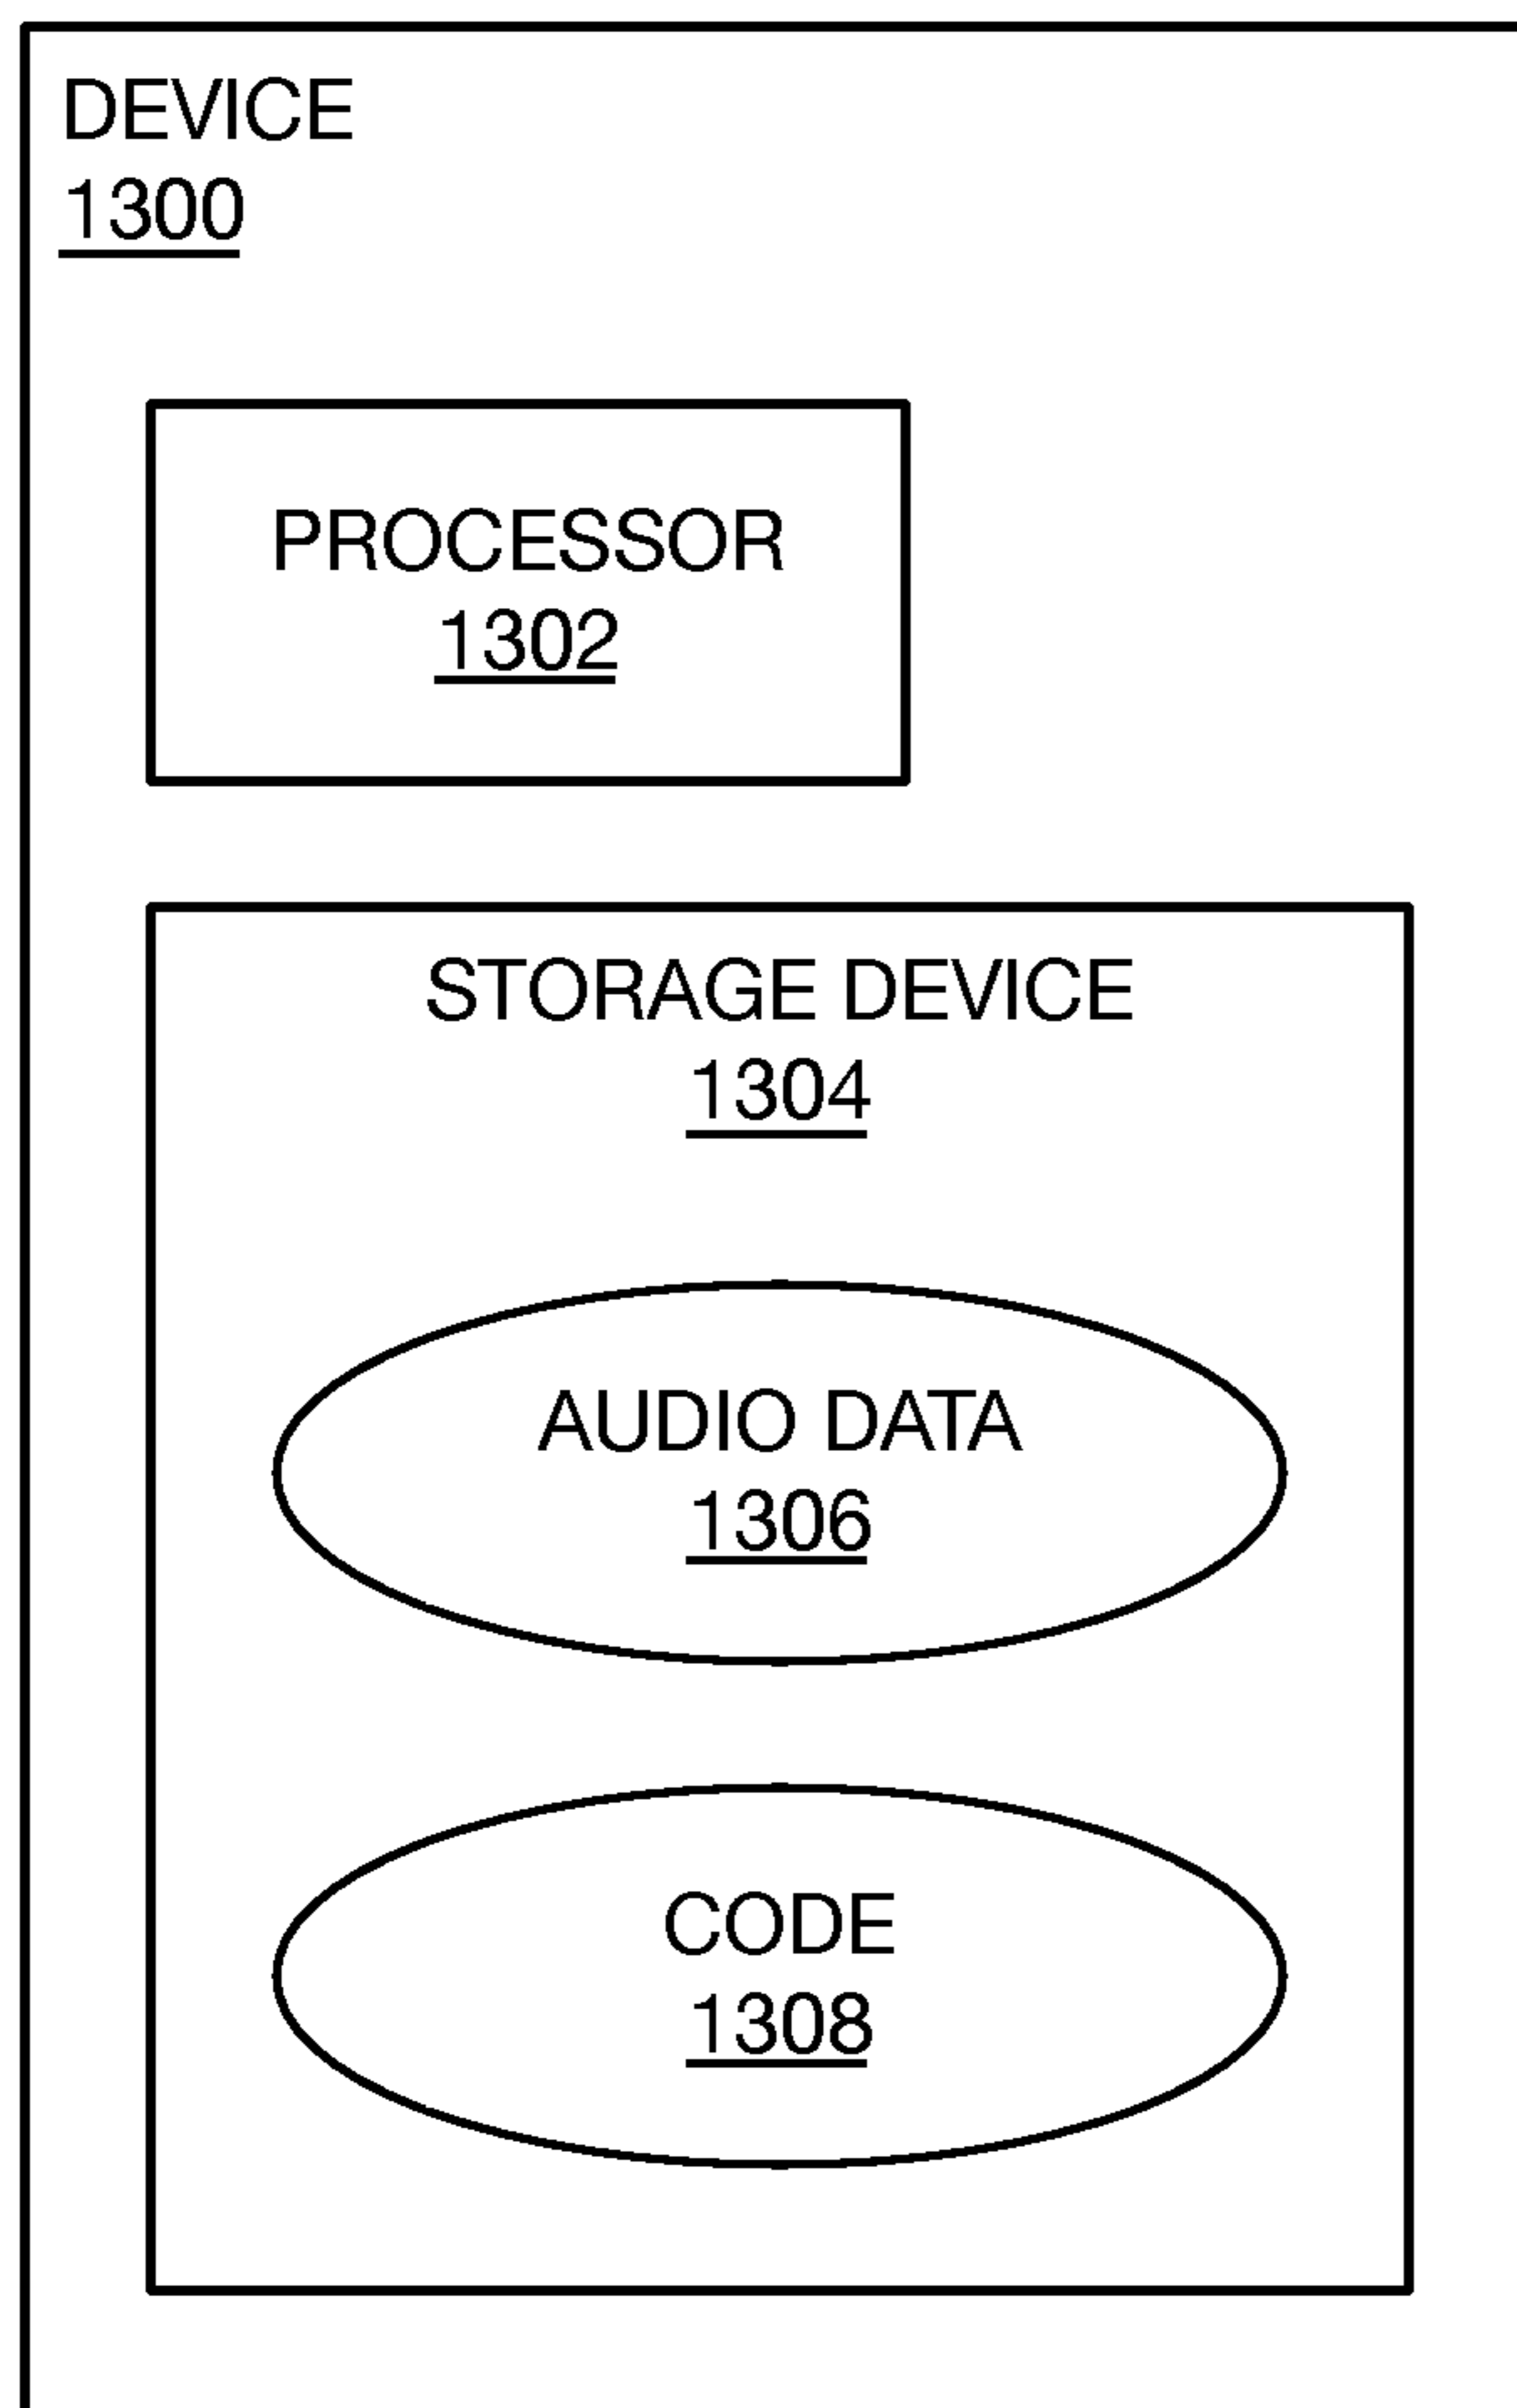 DEVICE
1300
PROCESSOR
1302
STORAGE DEVICE
1304
AUDIO DATA
1306
CODE
1308